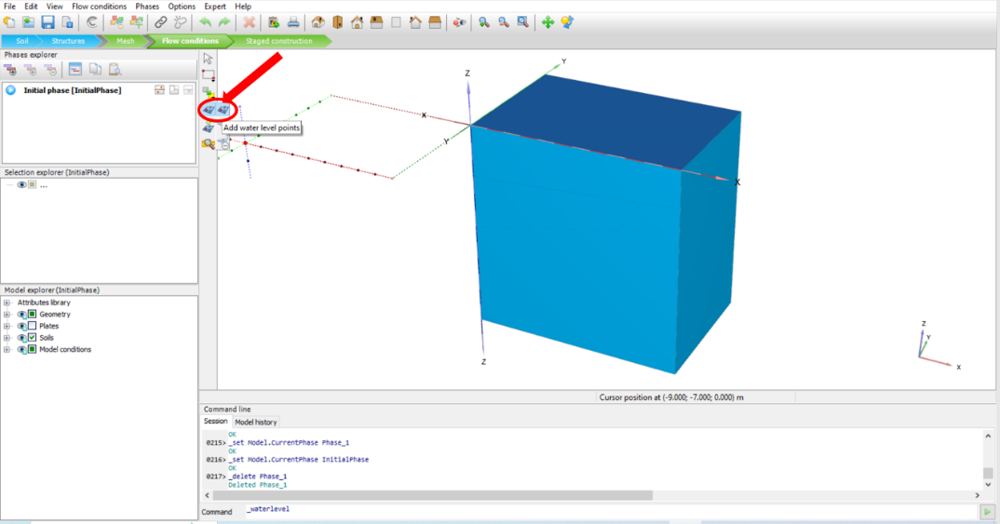 File Edit View Flow conditions Phases Options Expert Help
Soil Structures Mesh Flow conditions Staged construction
Phases explorer
Initial phase [InitialPhase]
Selection explorer (InitialPhase)
...
Model explorer (InitialPhase)
Attributes library
Geometry
Plates
Soils
Model conditions
Add water level points
Z
Y
X
Y
X
Z
Z
Y
X
Cursor position at (-9.000; -7.000; 0.000) m
Command line
Session Model history
OK
0215> _set Model.CurrentPhase Phase_1
OK
0216> _set Model.CurrentPhase InitialPhase
OK
0217> _delete Phase_1
Deleted Phase_1
Command _waterlevel